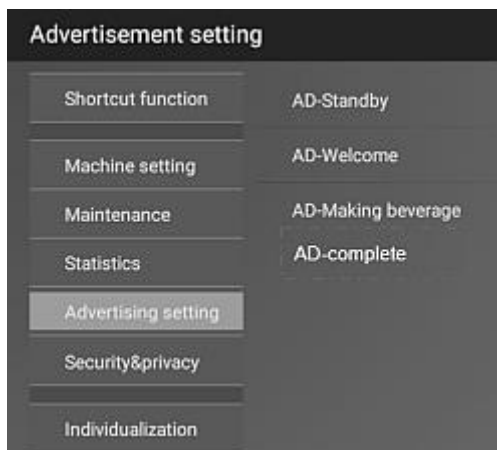 Advertisement setting
Shortcut function
Machine setting
Maintenance
Statistics
Advertising setting
Security&privacy
Individualization
AD-Standby
AD-Welcome
AD-Making beverage
AD-complete